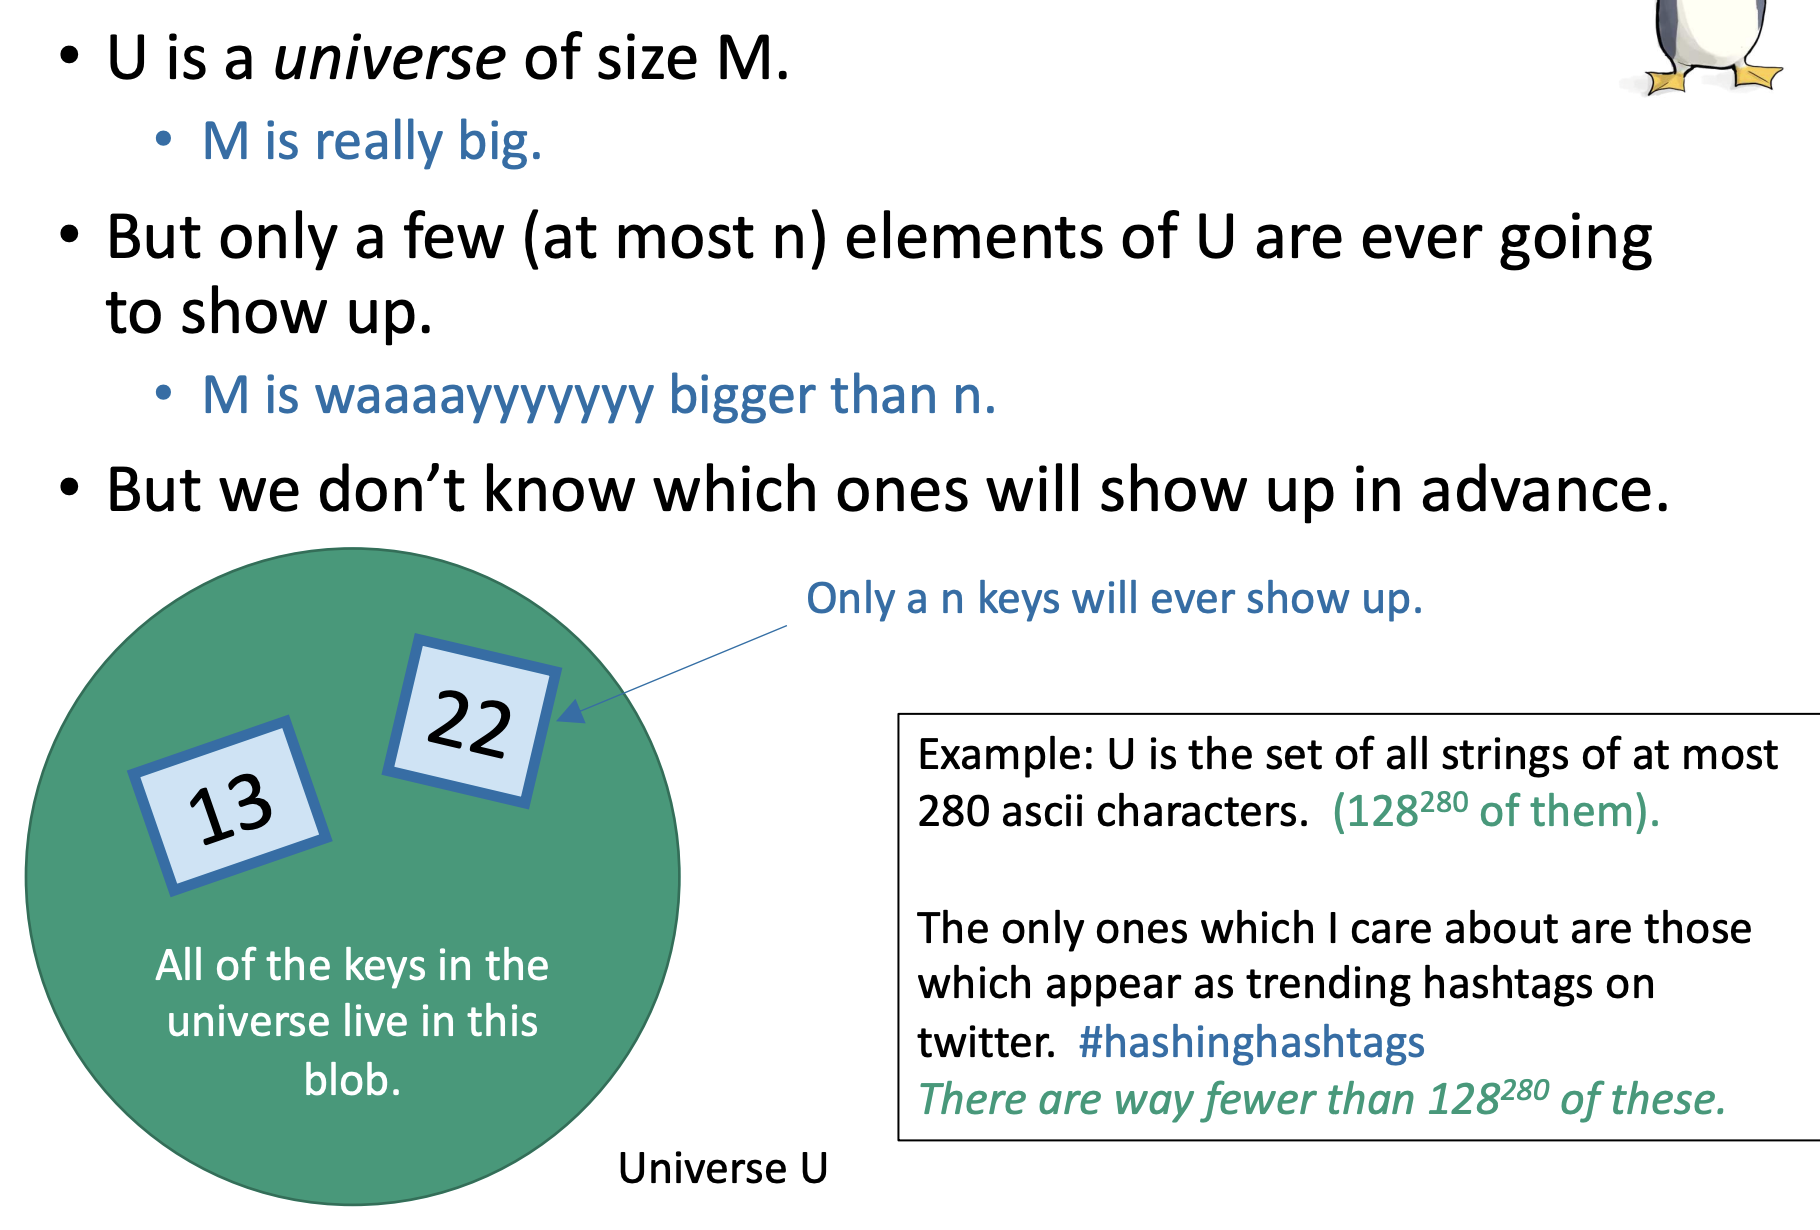 • U is a universe of size M.
• M is really big.
• But only a few (at most n) elements of U are ever going
to show up.
• M is waaaayyyyyyy bigger than n.
• But we don’t know which ones will show up in advance.
Only a n keys will ever show up.
22
13
All of the keys in the
universe live in this
blob.
Universe U
Example: U is the set of all strings of at most
280 ascii characters. (128²⁸⁰ of them).
The only ones which I care about are those
which appear as trending hashtags on
twitter. #hashinghashtags
There are way fewer than 128²⁸⁰ of these.